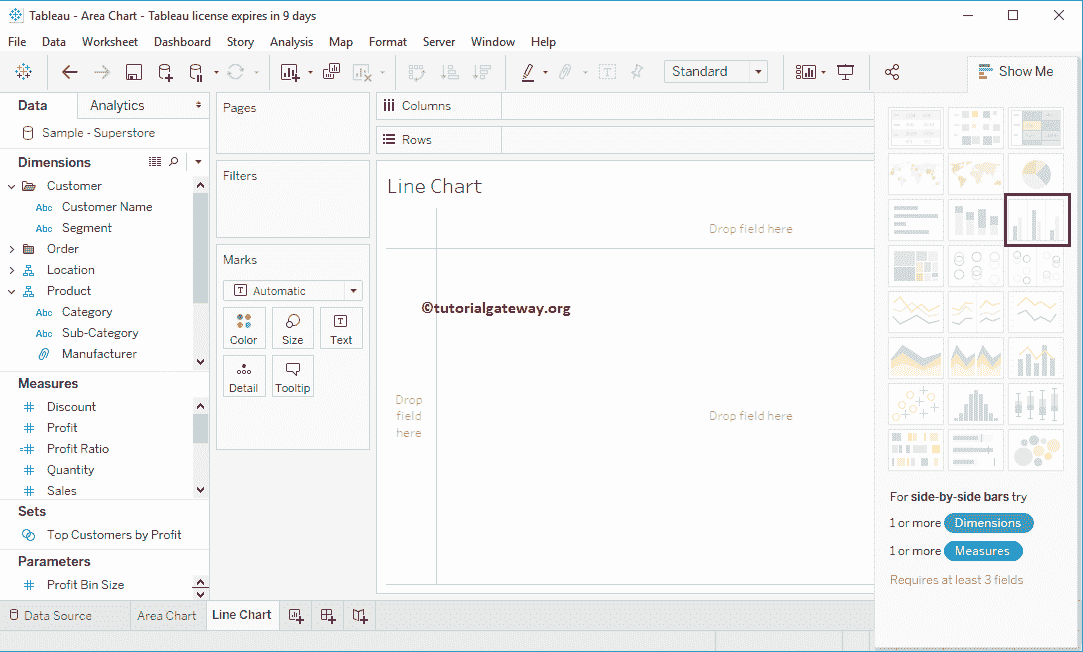 Tableau - Area Chart - Tableau license expires in 9 days
File Data Worksheet Dashboard Story Analysis Map Format Server Window Help
Standard
Show Me
Data Analytics
Sample - Superstore
Dimensions
Customer
Abc Customer Name
Abc Segment
Order
Location
Product
Abc Category
Abc Sub-Category
Manufacturer
Measures
# Discount
# Profit
=# Profit Ratio
# Quantity
# Sales
Sets
Top Customers by Profit
Parameters
# Profit Bin Size
Pages
Filters
Marks
T Automatic
Color Size Text
Detail Tooltip
Columns
Rows
Line Chart
Drop field here
©tutorialgateway.org
Drop
field
here
Drop field here
For side-by-side bars try
1 or more Dimensions
1 or more Measures
Requires at least 3 fields
Data Source Area Chart Line Chart